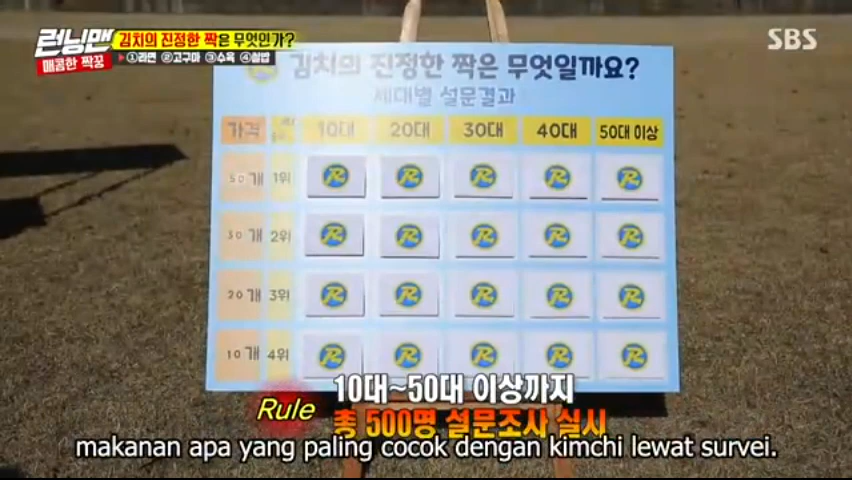 런닝맨
매콤한 짝꿍
김치의 진정한 짝은 무엇인가?
①라면 ②고구마 ③수육 ④쌀밥
SBS
김치의 진정한 짝은 무엇일까요?
세대별 설문결과
가격 10대 20대 30대 40대 50대 이상
50개 1위 R R R R R
30개 2위 R R R R R
20개 3위 R R R R R
10개 4위 R R R R R
Rule
10대~50대 이상까지
총 500명 설문조사 실시
makanan apa yang paling cocok dengan kimchi lewat survei.